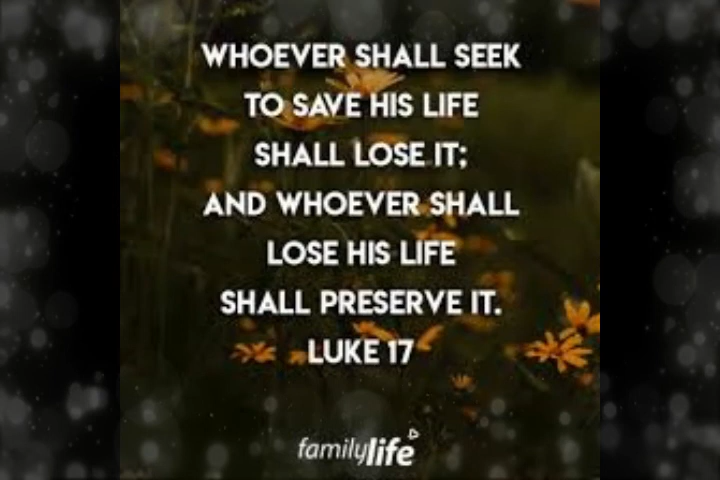 WHOEVER SHALL SEEK
TO SAVE HIS LIFE
SHALL LOSE IT;
AND WHOEVER SHALL
LOSE HIS LIFE
SHALL PRESERVE IT.
LUKE 17
familylife